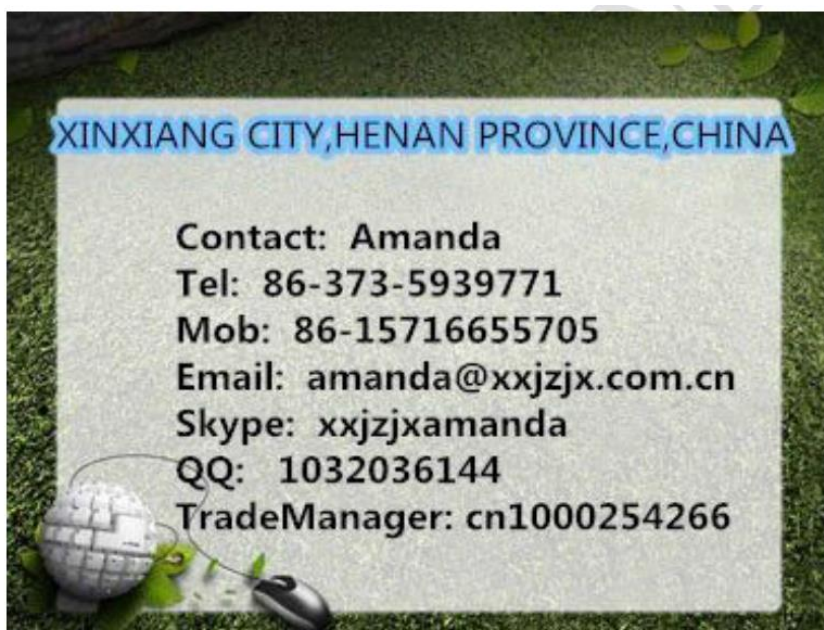 XINXIANG CITY,HENAN PROVINCE,CHINA
Contact: Amanda
Tel: 86-373-5939771
Mob: 86-15716655705
Email: amanda@xxjzjx.com.cn
Skype: xxjzjxamanda
QQ: 1032036144
TradeManager: cn1000254266